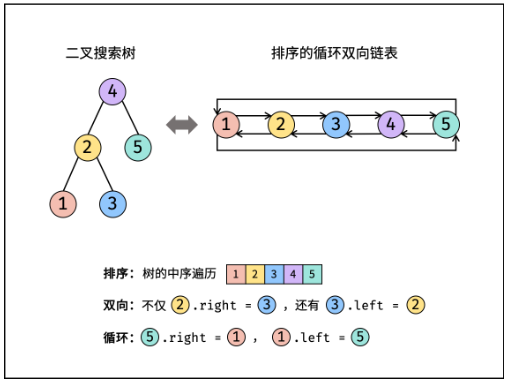 二叉搜索树
排序的循环双向链表
4
2 5
1 3
1 2 3 4 5
排序：树的中序遍历 1 2 3 4 5
双向：不仅 2.right = 3 ，还有 3.left = 2
循环：5.right = 1 ， 1.left = 5